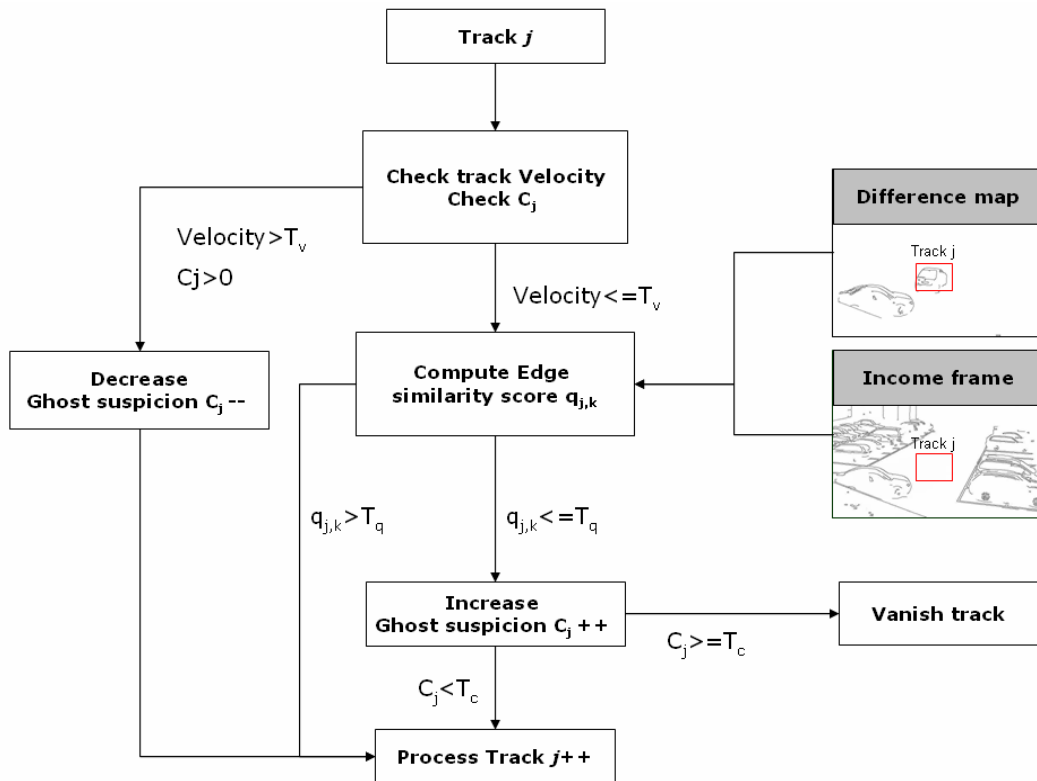 Track j
Check track Velocity
Check Cj
Difference map
Velocity>Tv
Cj>0
Track j
Velocity<=Tv
Decrease
Ghost suspicion Cj --
Compute Edge
similarity score qj,k
Income frame
Track j
qj,k>Tq
qj,k<=Tq
Increase
Ghost suspicion Cj ++
Vanish track
Cj>=Tc
Cj<Tc
Process Track j++